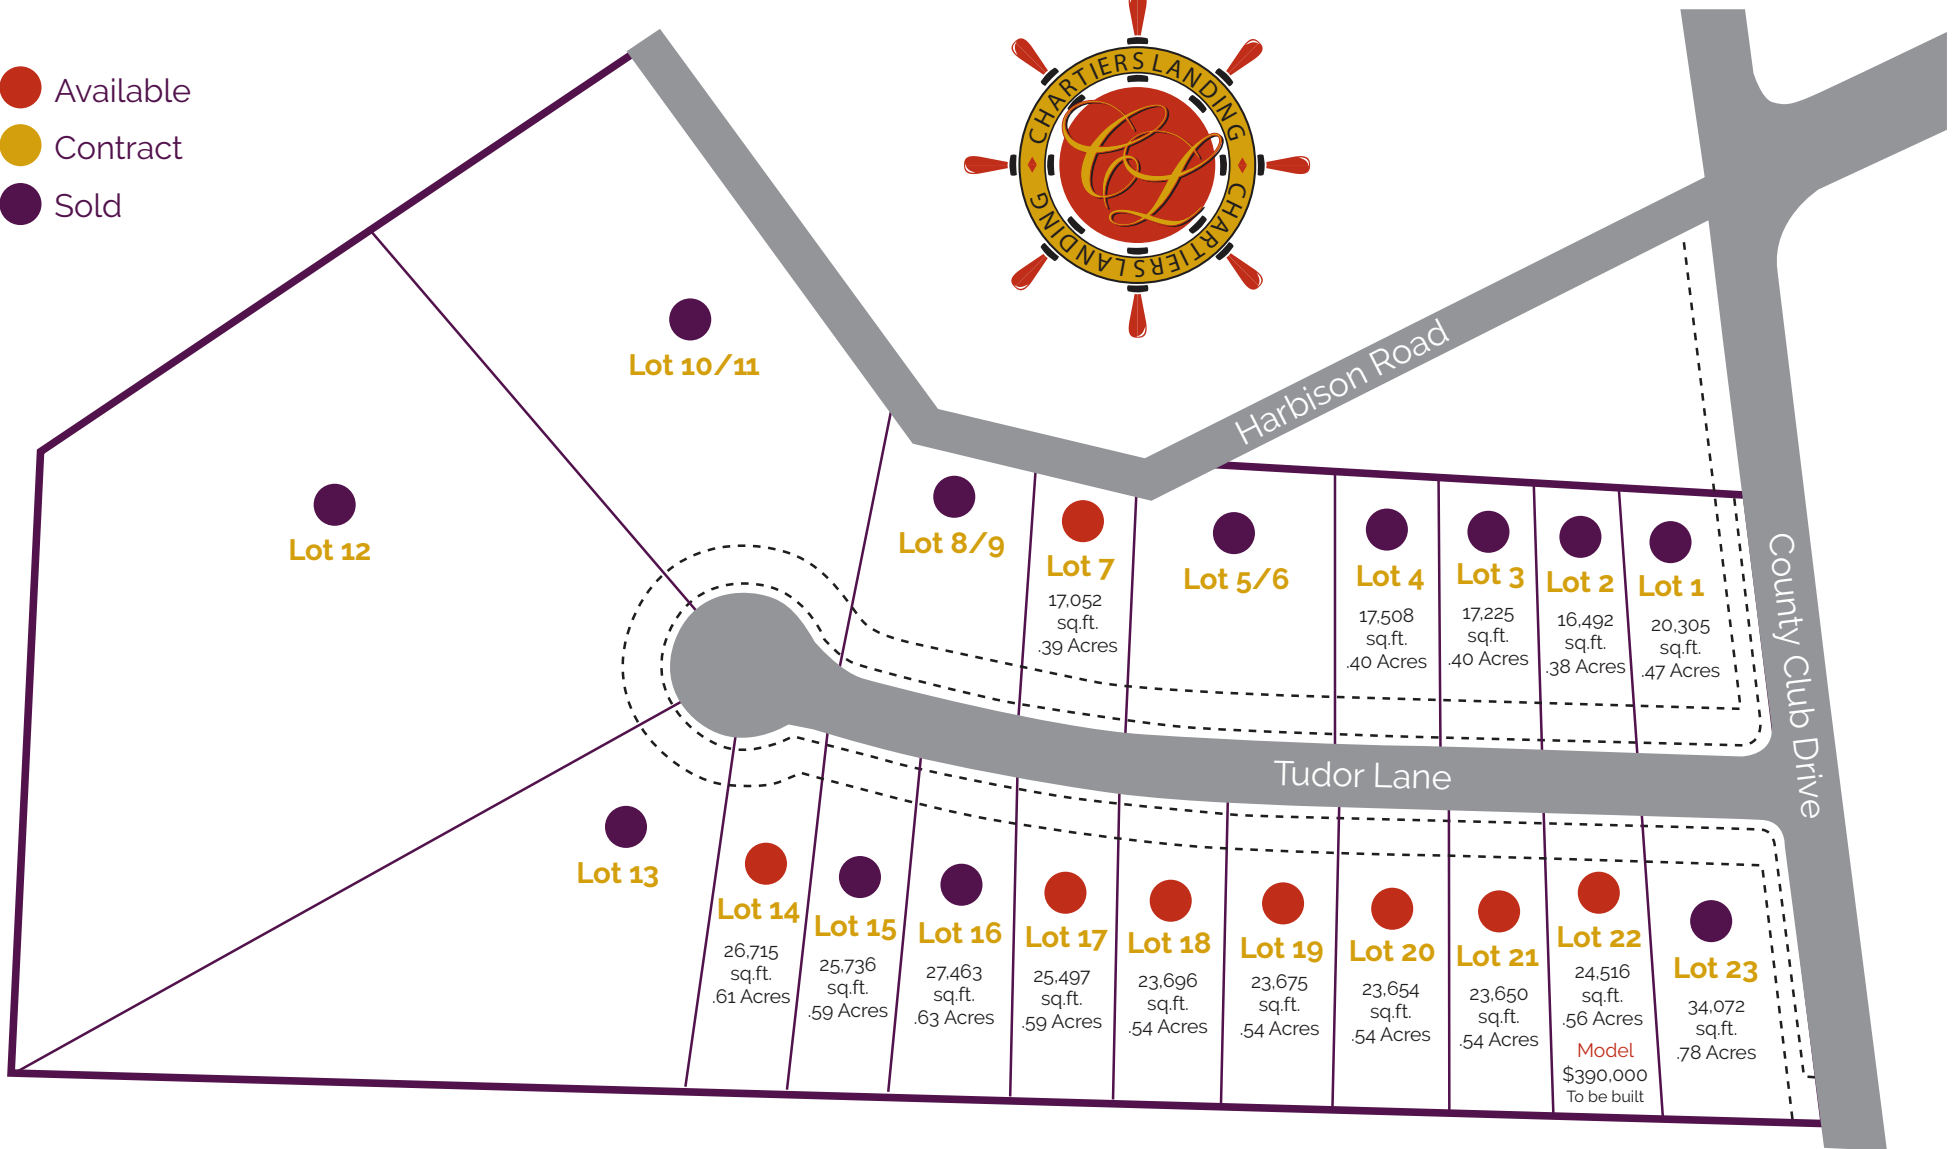 Available
Contract
Sold
CHARTIERS LANDING
CHARTIERS LANDING
CL
Harbison Road
County Club Drive
Tudor Lane
Lot 10/11
Lot 12
Lot 13
Lot 8/9
Lot 7
17,052
sq.ft.
.39 Acres
Lot 5/6
Lot 4
17,508
sq.ft.
.40 Acres
Lot 3
17,225
sq.ft.
.40 Acres
Lot 2
16,492
sq.ft.
.38 Acres
Lot 1
20,305
sq.ft.
.47 Acres
Lot 14
26,715
sq.ft.
.61 Acres
Lot 15
25,736
sq.ft.
.59 Acres
Lot 16
27,463
sq.ft.
.63 Acres
Lot 17
25,497
sq.ft.
.59 Acres
Lot 18
23,696
sq.ft.
.54 Acres
Lot 19
23,675
sq.ft.
.54 Acres
Lot 20
23,654
sq.ft.
.54 Acres
Lot 21
23,650
sq.ft.
.54 Acres
Lot 22
24,516
sq.ft.
.56 Acres
Model
$390,000
To be built
Lot 23
34,072
sq.ft.
.78 Acres